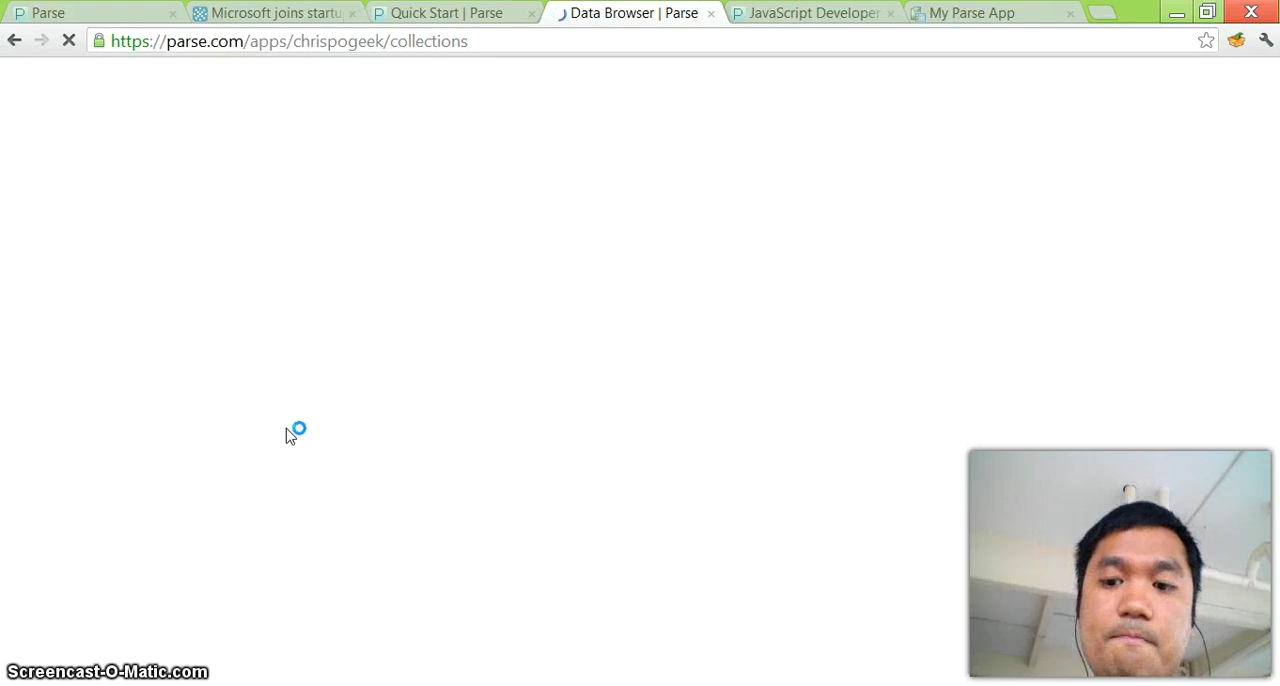 Parse
Microsoft joins startu
Quick Start | Parse
Data Browser | Parse
JavaScript Developer
My Parse App
https://parse.com/apps/chrispogeek/collections
Screencast-O-Matic.com